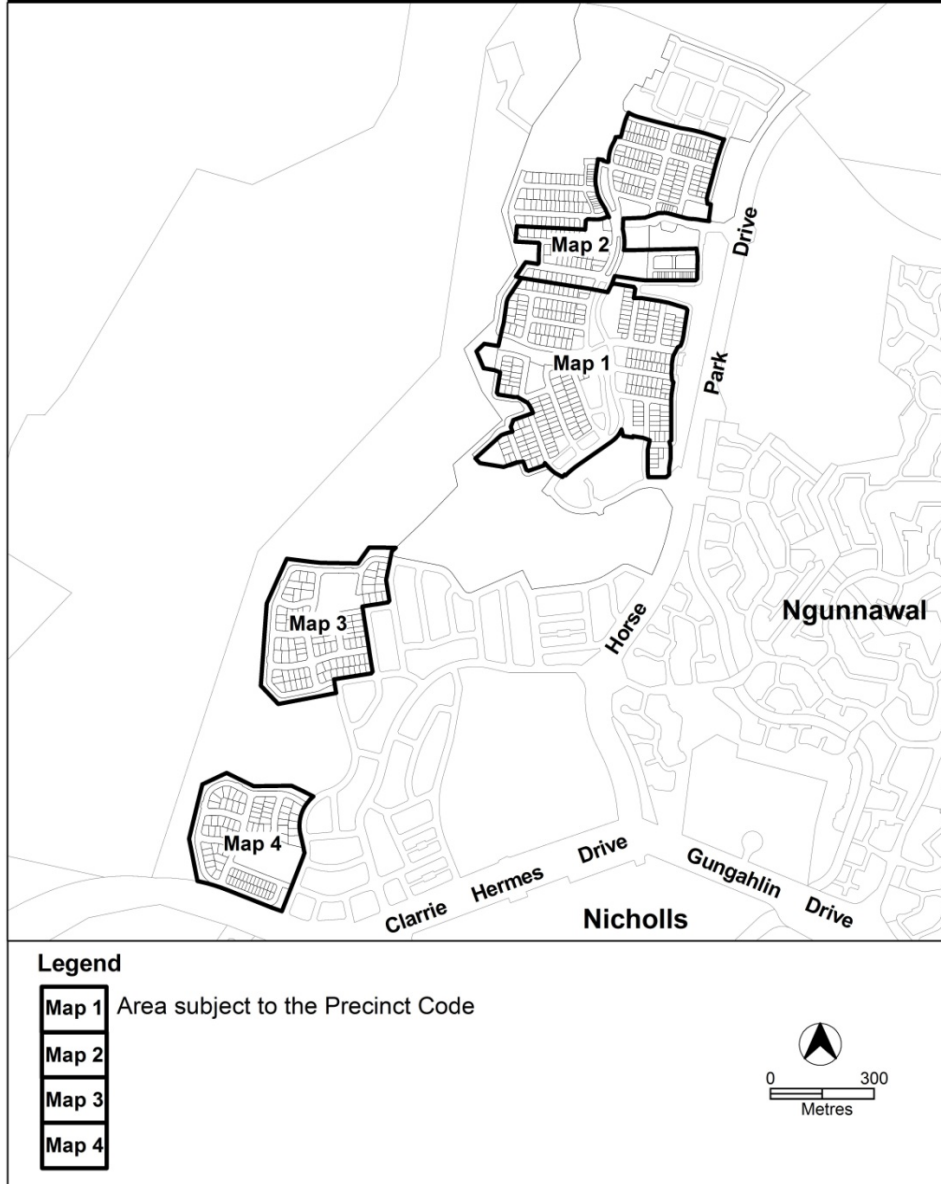 Map 2
Drive
Map 1
Park
Ngunnawal
Map 3
Horse
Map 4
Clarrie Hermes Drive
Gungahlin Drive
Nicholls
Legend
Map 1 Area subject to the Precinct Code
Map 2
Map 3
Map 4
0 300
Metres